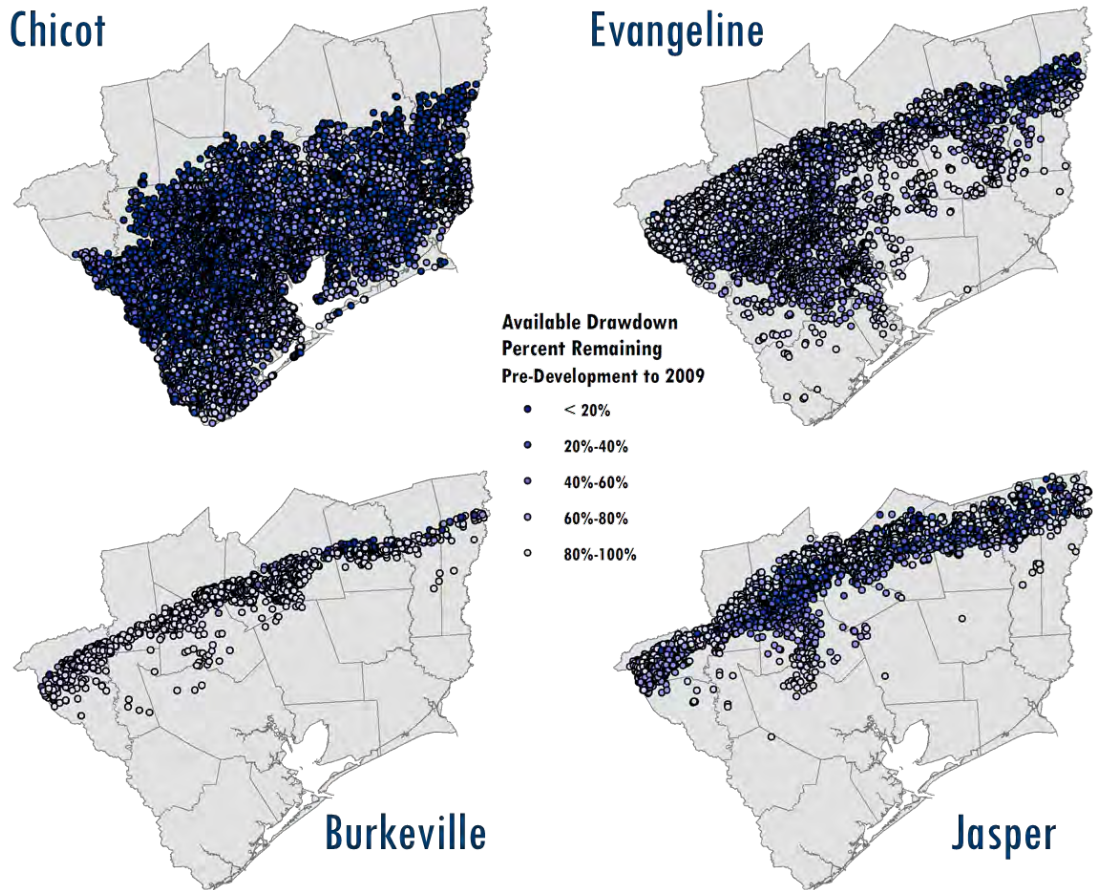 Chicot
Evangeline
Available Drawdown
Percent Remaining
Pre-Development to 2009
< 20%
20%-40%
40%-60%
60%-80%
80%-100%
Burkeville
Jasper